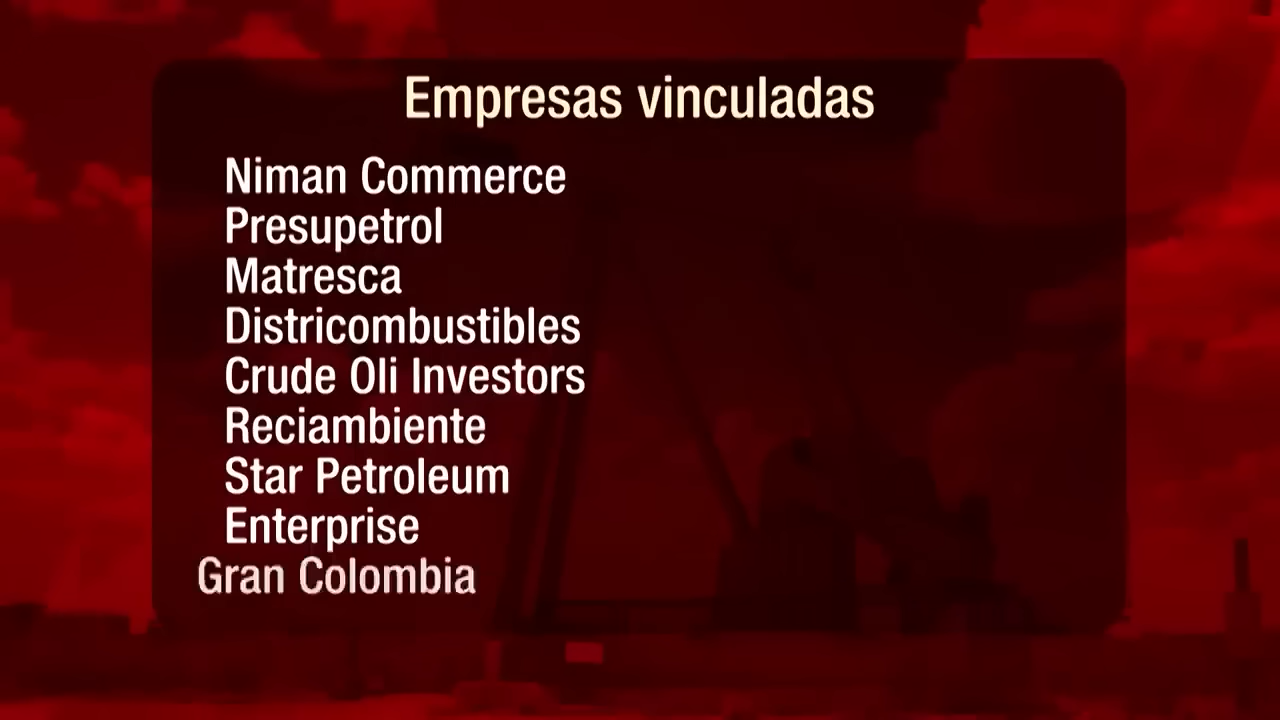 Empresas vinculadas
Niman Commerce
Presupetrol
Matresca
Districombustibles
Crude Oli Investors
Reciambiente
Star Petroleum
Enterprise
Gran Colombia